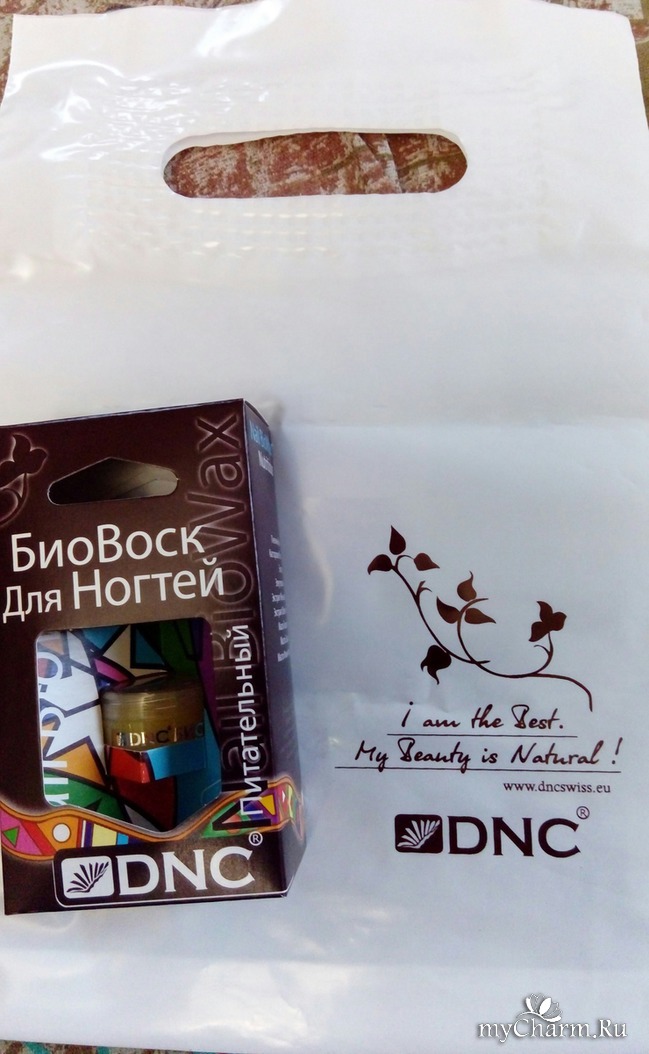 БиоВоск
Для Ногтей
Питательный
BioWax
Nail
DNC®
DNC®
i am the Best.
My Beauty is Natural!
www.dncswiss.eu
DNC®
myCharm.Ru